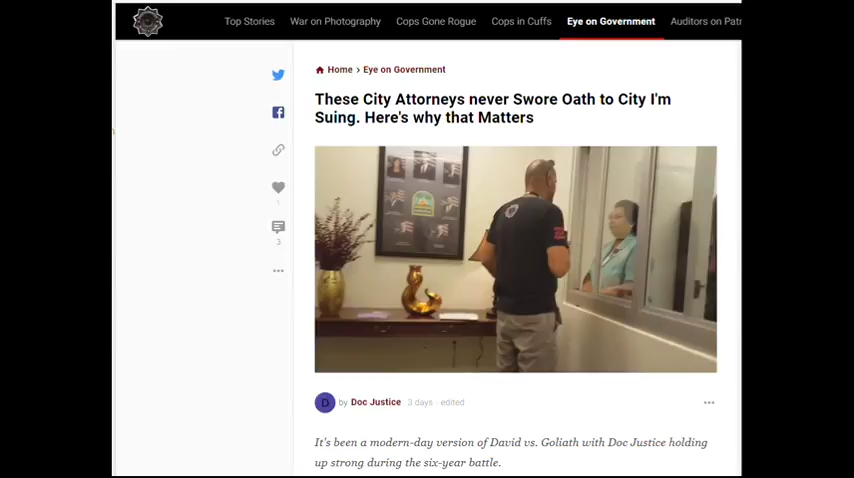 Top Stories War on Photography Cops Gone Rogue Cops in Cuffs Eye on Government Auditors on Patr
Home › Eye on Government
These City Attorneys never Swore Oath to City I'm
Suing. Here's why that Matters
1
3
D by Doc Justice 3 days · edited
It's been a modern-day version of David vs. Goliath with Doc Justice holding
up strong during the six-year battle.